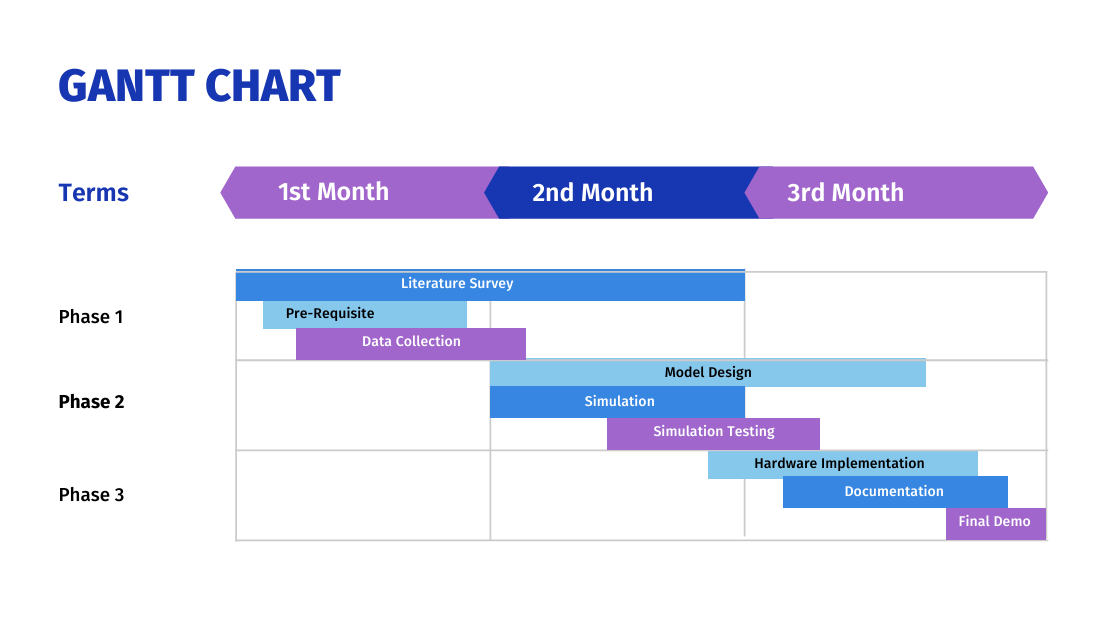 GANTT CHART
Terms
1st Month
2nd Month
3rd Month
Phase 1
Literature Survey
Pre-Requisite
Data Collection
Phase 2
Model Design
Simulation
Simulation Testing
Phase 3
Hardware Implementation
Documentation
Final Demo